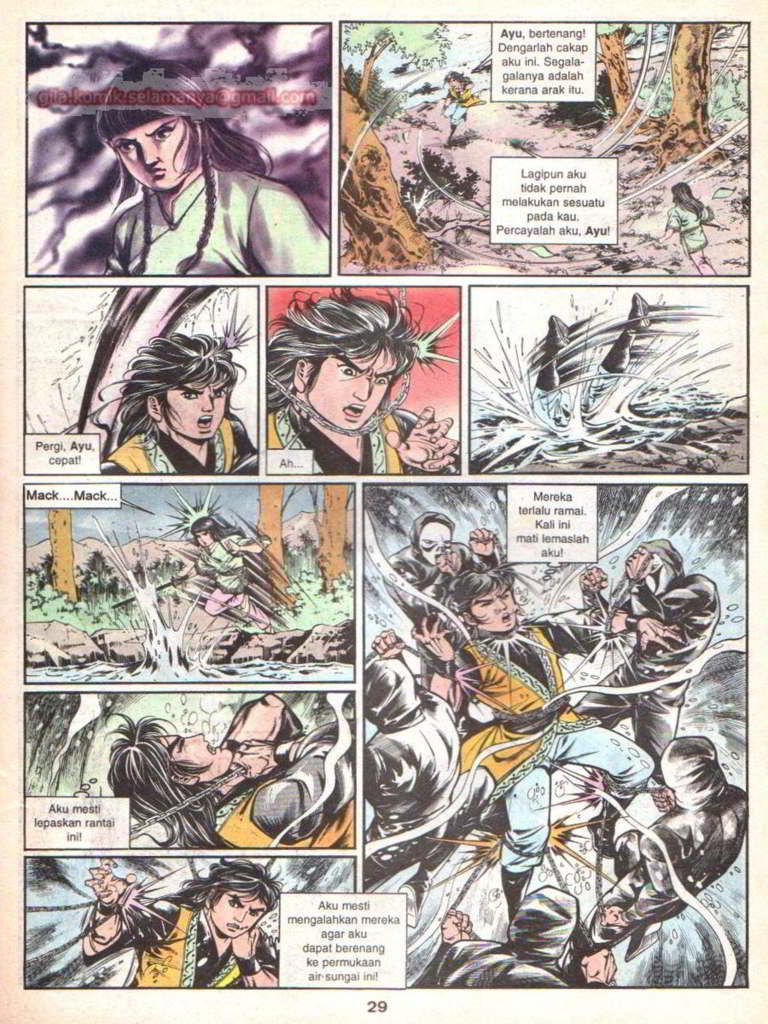 gila.komik.selamanya@gmail.com
Ayu, bertenang!
Dengarlah cakap
aku ini. Segala-
galanya adalah
kerana arak itu.
Lagipun aku
tidak pernah
melakukan sesuatu
pada kau.
Percayalah aku, Ayu!
Pergi, Ayu,
cepat!
Ah...
Mack....Mack...
Aku mesti
lepaskan rantai
ini!
Aku mesti
mengalahkan mereka
agar aku
dapat berenang
ke permukaan
air sungai ini!
Mereka
terlalu ramai.
Kali ini
mati lemaslah
aku!
29